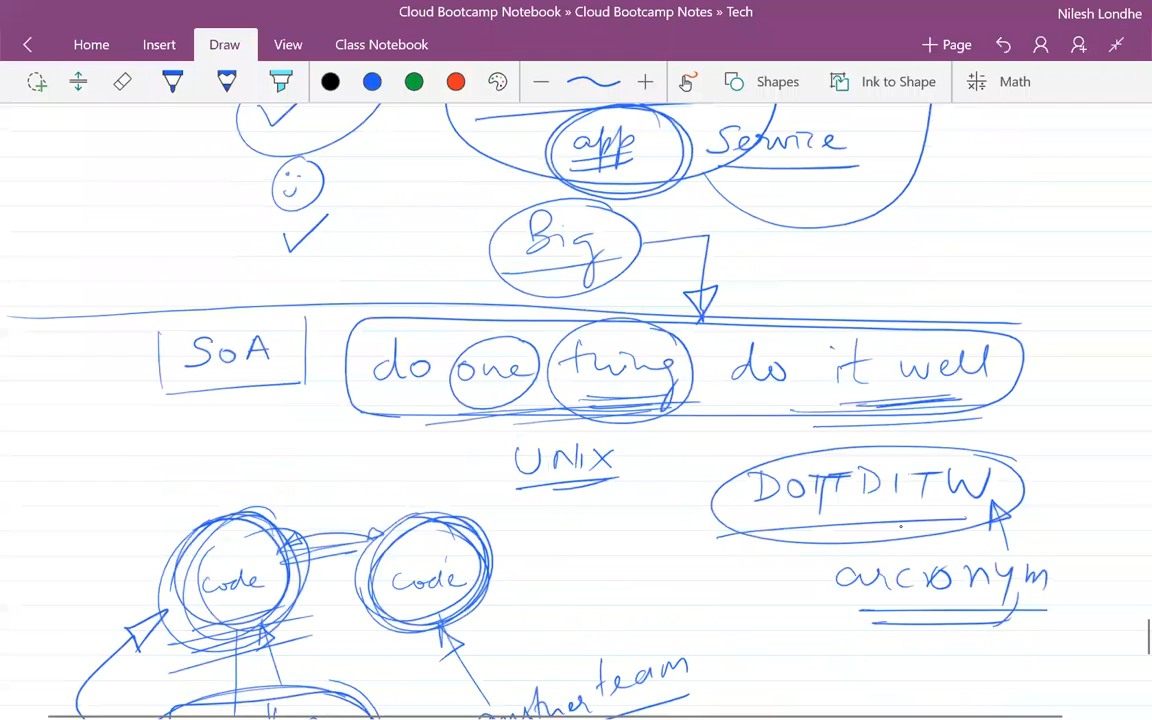 Cloud Bootcamp Notebook » Cloud Bootcamp Notes » Tech
Nilesh Londhe
Home Insert Draw View Class Notebook
Page
Shapes
Ink to Shape
Math
app Service
Big
SOA
do one thing do it well
UNIX
DOTTDITW
code
code
acronym
another team